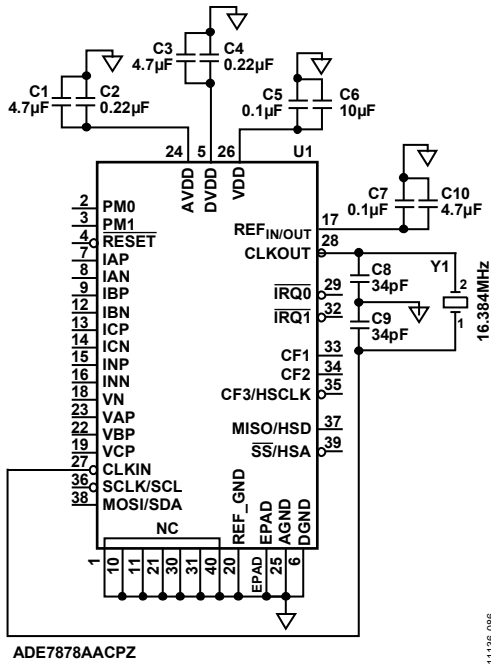 C3
4.7µF
C4
0.22µF
C1
4.7µF
C2
0.22µF
C5
0.1µF
C6
10µF
24
5
26
U1
AVDD
DVDD
VDD
2
PM0
3
PM1
4
RESET
7
IAP
8
IAN
9
IBP
12
IBN
13
ICP
14
ICN
15
INP
16
INN
18
VN
23
VAP
22
VBP
19
VCP
27
CLKIN
36
SCLK/SCL
38
MOSI/SDA
REFIN/OUT
17
CLKOUT
28
IRQ0
29
IRQ1
32
CF1
33
CF2
34
CF3/HSCLK
35
MISO/HSD
37
SS/HSA
39
C7
0.1µF
C10
4.7µF
C8
34pF
C9
34pF
Y1
2
1
16.384MHz
NC
REF_GND
EPAD
AGND
DGND
1
10
11
21
30
31
40
20
EPAD
25
6
ADE7878AACPZ
11136-086